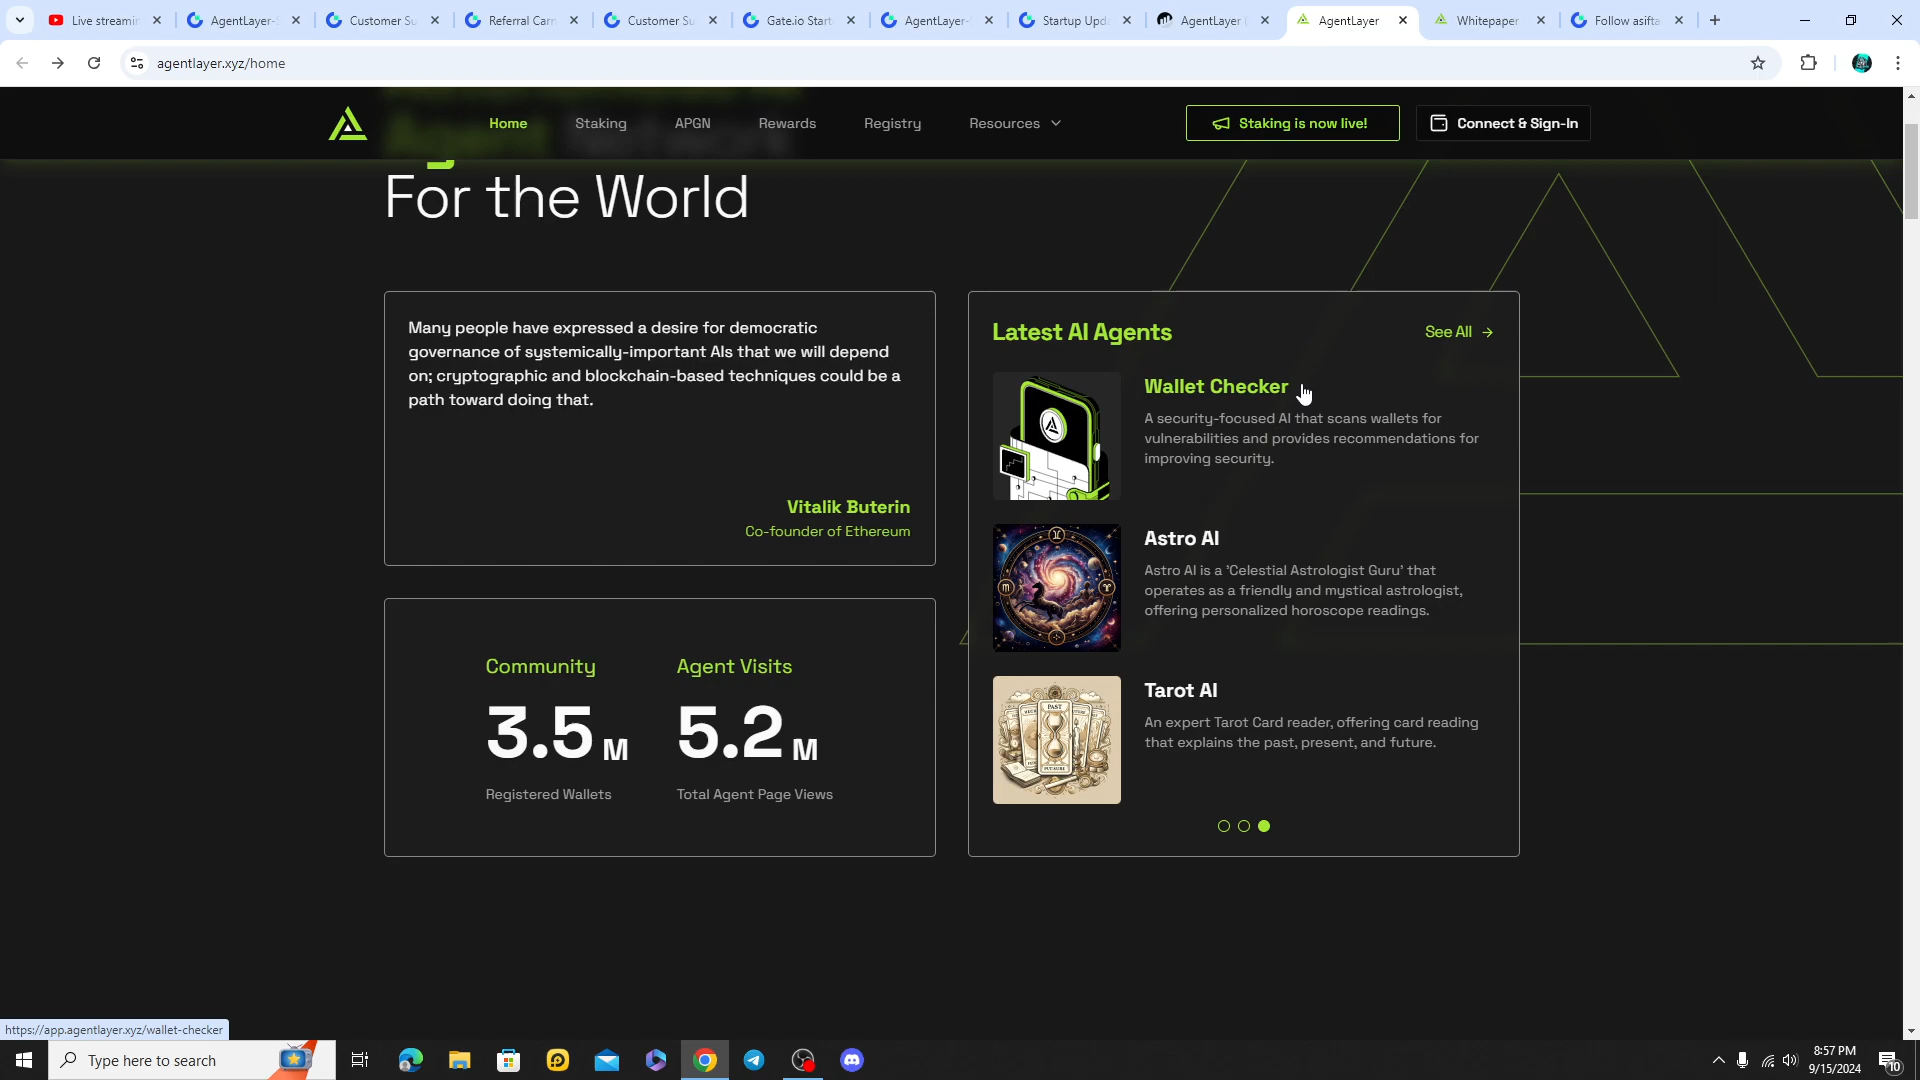 Live streamin
AgentLayer-
Customer Su
Referral Carn
Customer Su
Gate.io Start
AgentLayer-
Startup Upd
AgentLayer
AgentLayer
Whitepaper
Follow asifta
agentlayer.xyz/home
Home
Staking
APGN
Rewards
Registry
Resources
Staking is now live!
Connect & Sign-In
For the World
Many people have expressed a desire for democratic
governance of systemically-important AIs that we will depend
on; cryptographic and blockchain-based techniques could be a
path toward doing that.
Vitalik Buterin
Co-founder of Ethereum
Community
3.5 M
Registered Wallets
Agent Visits
5.2 M
Total Agent Page Views
Latest AI Agents
See All
Wallet Checker
A security-focused AI that scans wallets for
vulnerabilities and provides recommendations for
improving security.
Astro AI
Astro AI is a 'Celestial Astrologist Guru' that
operates as a friendly and mystical astrologist,
offering personalized horoscope readings.
PAST
Tarot AI
An expert Tarot Card reader, offering card reading
that explains the past, present, and future.
https://app.agentlayer.xyz/wallet-checker
Type here to search
8:57 PM
9/15/2024
10